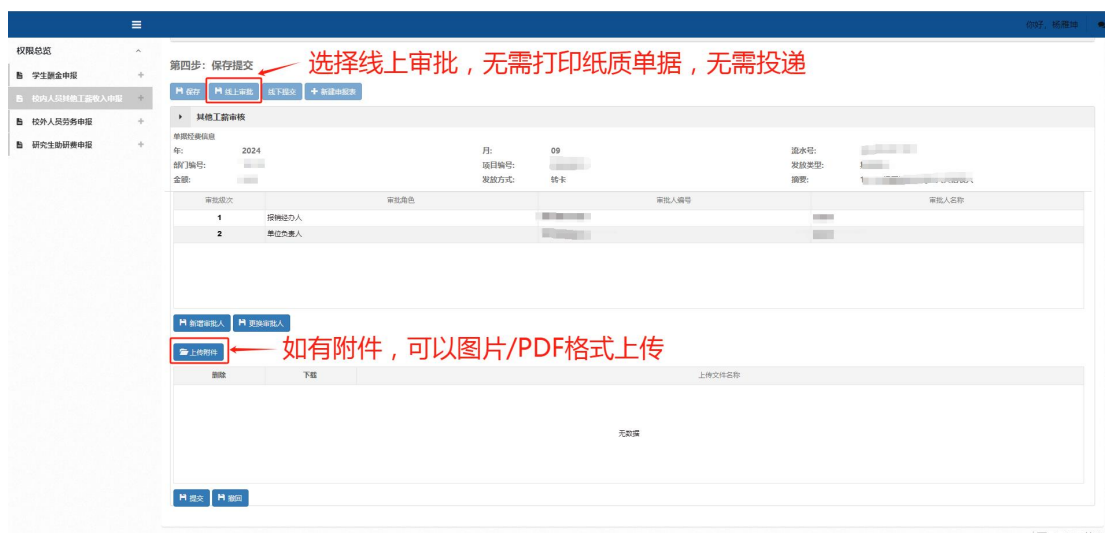 你好，
权限总览
学生酬金申报
校内人员其他工薪收入申报
校外人员劳务申报
研究生助研费申报
选择线上审批，无需打印纸质单据，无需投递
第四步：保存提交
保存 线上审批 线下提交 新建申报表
其他工薪审核
单据经费信息
年: 2024 月: 09 流水号:
部门编号: 项目编号: 发放类型:
金额: 发放方式: 转卡 摘要:
审批级次 审批角色 审批人编号 审批人名称
1 报销经办人
2 单位负责人
新增审批人 更换审批人
上传附件 如有附件，可以图片/PDF格式上传
删除 下载 上传文件名称
无数据
提交 撤回